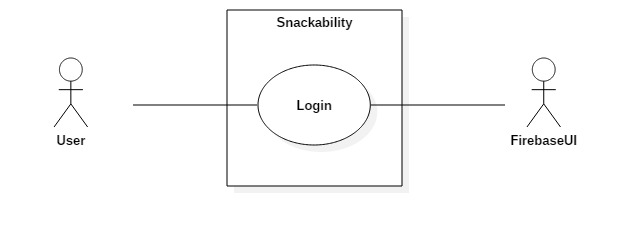 Snackability
Login
User
FirebaseUI